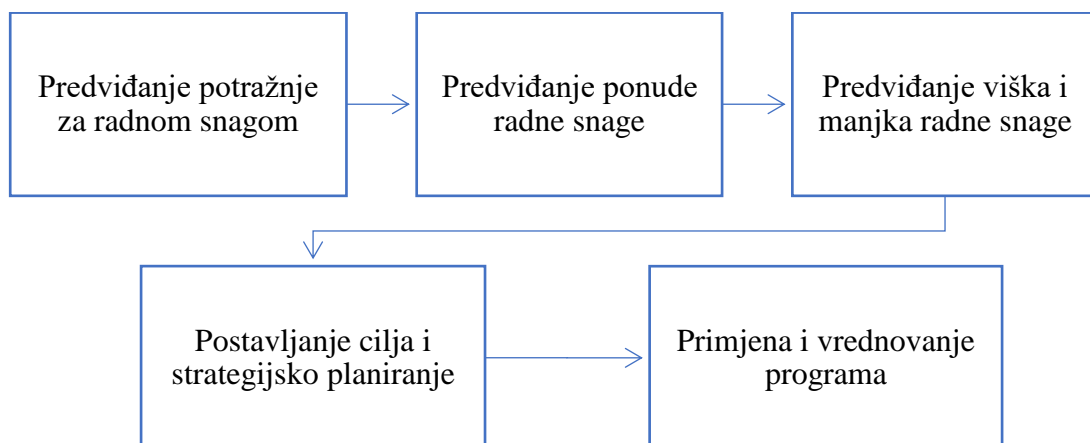 Predviđanje potražnje
za radnom snagom
Predviđanje ponude
radne snage
Predviđanje viška i
manjka radne snage
Postavljanje cilja i
strategijsko planiranje
Primjena i vrednovanje
programa